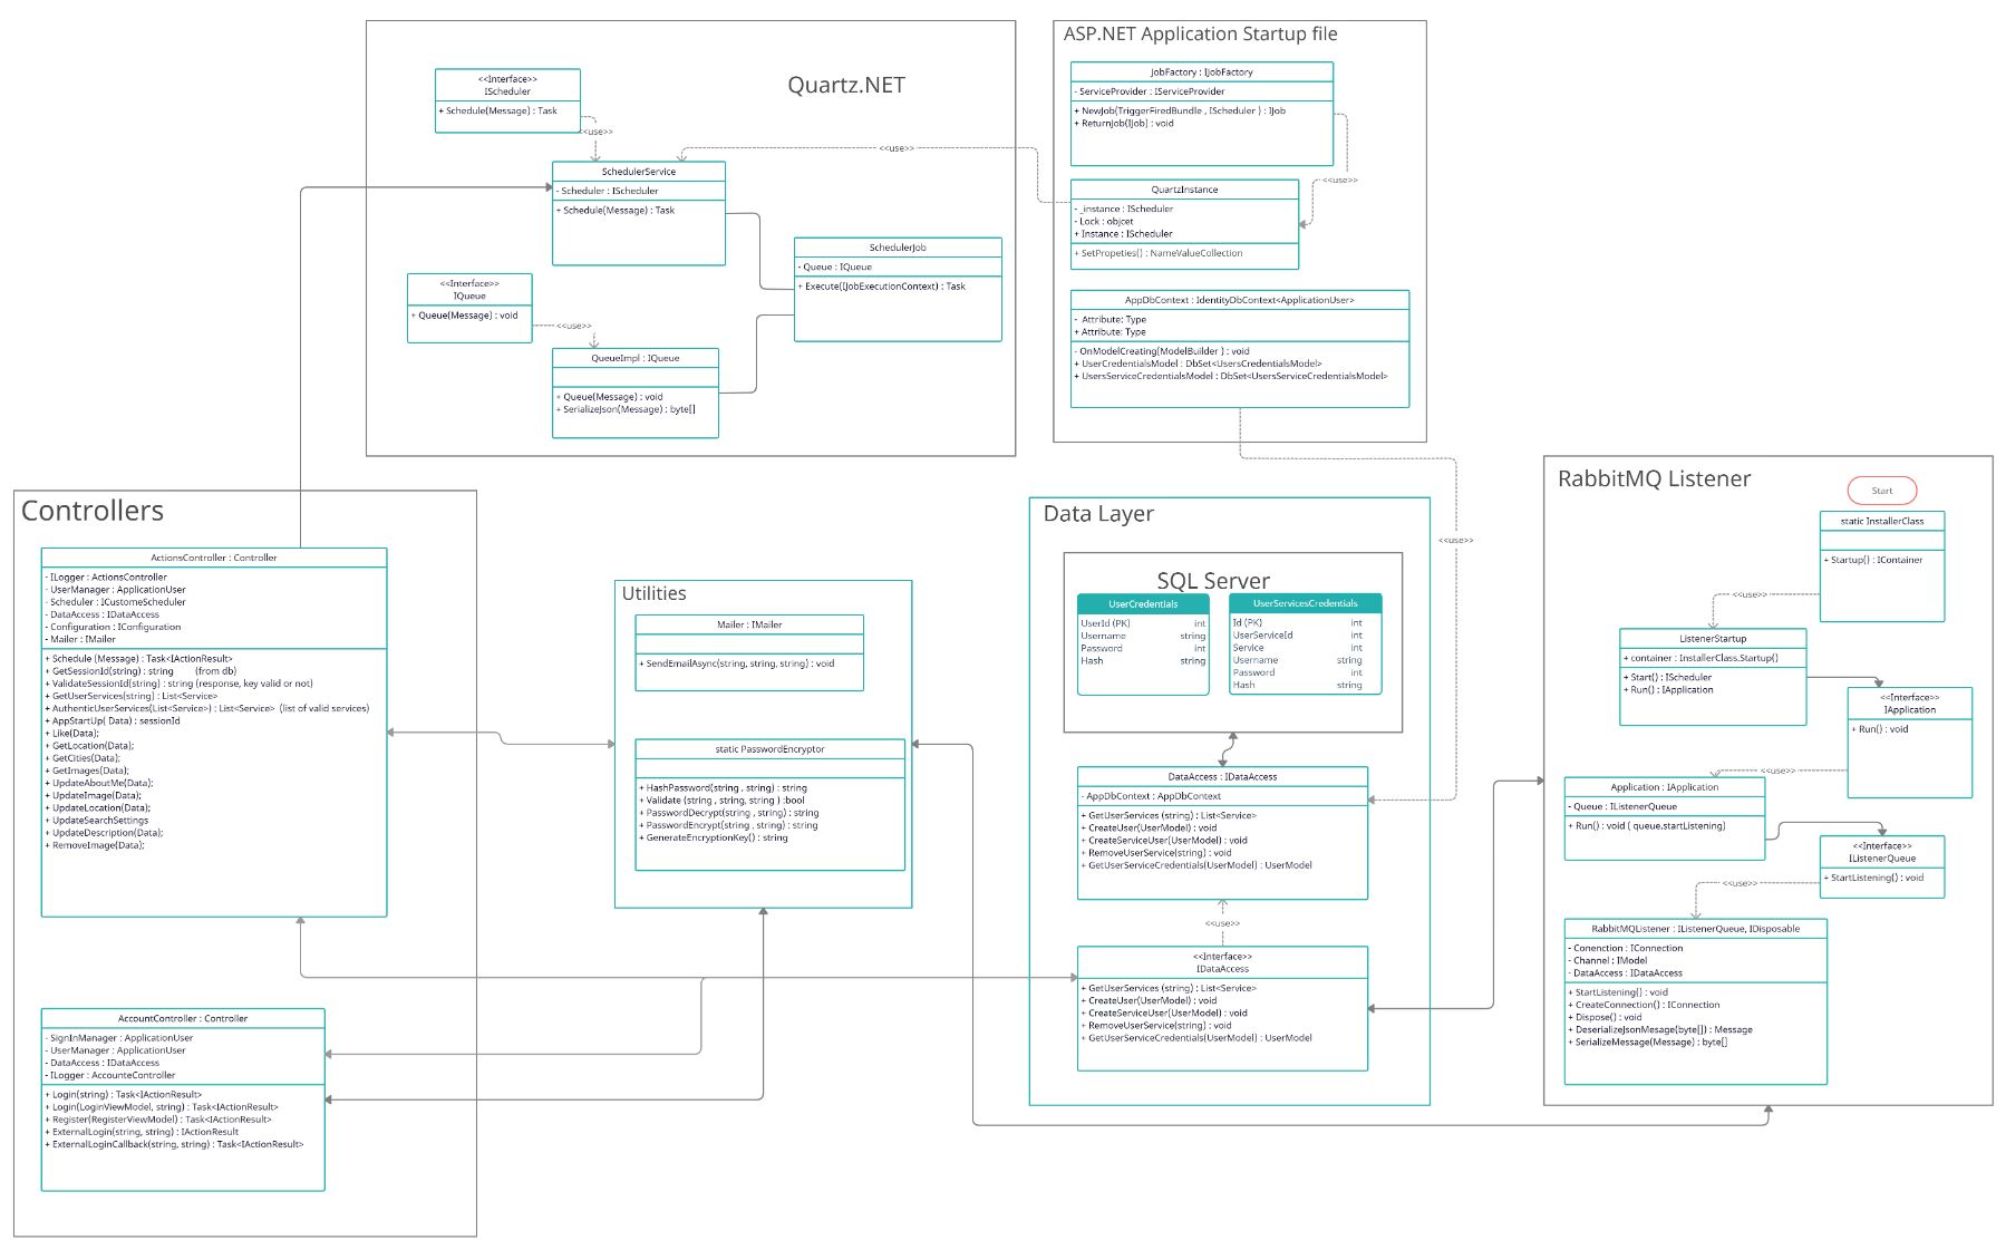 Quartz.NET
<<Interface>>
IScheduler
+ Schedule(Message) : Task
<<use>>
SchedulerService
- Scheduler : IScheduler
+ Schedule(Message) : Task
<<use>>
SchedulerJob
- Queue : IQueue
+ Execute(IJobExecutionContext) : Task
<<Interface>>
IQueue
+ Queue(Message) : void
<<use>>
QueueImpl : IQueue
+ Queue(Message) : void
+ SerializeJson(Message) : byte[]
ASP.NET Application Startup file
JobFactory : IJobFactory
- ServiceProvider : IServiceProvider
+ NewJob(TriggerFiredBundle , IScheduler ) : IJob
+ ReturnJob(IJob) : void
<<use>>
QuartzInstance
- _instance : IScheduler
- Lock : objcet
+ Instance : IScheduler
+ SetPropeties() : NameValueCollection
AppDbContext : IdentityDbContext<ApplicationUser>
- Attribute: Type
+ Attribute: Type
- OnModelCreating(ModelBuilder ) : void
+ UserCredentialsModel : DbSet<UsersCredentialsModel>
+ UsersServiceCredentialsModel : DbSet<UsersServiceCredentialsModel>
<<use>>
Controllers
ActionsController : Controller
- ILogger : ActionsController
- UserManager : ApplicationUser
- Scheduler : ICustomeScheduler
- DataAccess : IDataAccess
- Configuration : IConfiguration
- Mailer : IMailer
+ Schedule (Message) : Task<IActionResult>
+ GetSessionId(string) : string (from db)
+ ValidateSessionId(string) : string (response, key valid or not)
+ GetUserServices(string) : List<Service>
+ AuthenticUserServices(List<Service>) : List<Service> (list of valid services)
+ AppStartUp( Data) : sessionId
+ Like(Data);
+ GetLocation(Data);
+ GetCities(Data);
+ GetImages(Data);
+ UpdateAboutMe(Data);
+ UpdateImage(Data);
+ UpdateLocation(Data);
+ UpdateSearchSettings
+ UpdateDescription(Data);
+ RemoveImage(Data);
AccountController : Controller
- SignInManager : ApplicationUser
- UserManager : ApplicationUser
- DataAccess : IDataAccess
- ILogger : AccounteController
+ Login(string) : Task<IActionResult>
+ Login(LoginViewModel, string) : Task<IActionResult>
+ Register(RegisterViewModel) : Task<IActionResult>
+ ExternalLogin(string, string) : IActionResult
+ ExternalLoginCallback(string, string) : Task<IActionResult>
Utilities
Mailer : IMailer
+ SendEmailAsync(string, string, string) : void
static PasswordEncryptor
+ HashPassword(string , string) : string
+ Validate (string , string, string ) :bool
+ PasswordDecrypt(string , string) : string
+ PasswordEncrypt(string , string) : string
+ GenerateEncryptionKey() : string
Data Layer
SQL Server
UserCredentials
UserId (PK) int
Username string
Password int
Hash string
UserServicesCredentials
Id (PK) int
UserServiceId int
Service int
Username string
Password int
Hash string
DataAccess : IDataAccess
- AppDbContext : AppDbContext
+ GetUserServices (string) : List<Service>
+ CreateUser(UserModel) : void
+ CreateServiceUser(UserModel) : void
+ RemoveUserService(string) : void
+ GetUserServiceCredentials(UserModel) : UserModel
<<use>>
<<Interface>>
IDataAccess
+ GetUserServices (string) : List<Service>
+ CreateUser(UserModel) : void
+ CreateServiceUser(UserModel) : void
+ RemoveUserService(string) : void
+ GetUserServiceCredentials(UserModel) : UserModel
RabbitMQ Listener
Start
static InstallerClass
+ Startup() : IContainer
<<use>>
ListenerStartup
+ container : InstallerClass.Startup()
+ Start() : IScheduler
+ Run() : IApplication
<<Interface>>
IApplication
+ Run() : void
<<use>>
Application : IApplication
- Queue : IListenerQueue
+ Run() : void ( queue.startListening)
<<Interface>>
IListenerQueue
+ StartListening() : void
<<use>>
RabbitMQListener : IListenerQueue, IDisposable
- Conenction : IConnection
- Channel : IModel
- DataAccess : IDataAccess
+ StartListening() : void
+ CreateConnection() : IConnection
+ Dispose() : void
+ DeserializeJsonMesage(byte[]) : Message
+ SerializeMessage(Message) : byte[]